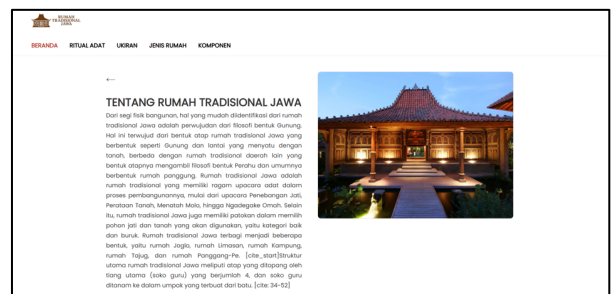 RUMAH
TRADISIONAL
JAWA
BERANDA RITUAL ADAT UKIRAN JENIS RUMAH KOMPONEN
TENTANG RUMAH TRADISIONAL JAWA
Dari segi fisik bangunan, hal yang mudah diidentifikasi dari rumah
tradisional Jawa adalah perwujudan dari filosofi bentuk Gunung.
Hal ini terwujud dari bentuk atap rumah tradisional Jawa yang
berbentuk seperti Gunung dan lantai yang menyatu dengan
tanah, berbeda dengan rumah tradisional daerah lain yang
bentuk atapnya mengambil filosofi bentuk Perahu dan umumnya
berbentuk rumah panggung. Rumah tradisional Jawa adalah
rumah tradisional yang memiliki ragam upacara adat dalam
proses pembangunannya, mulai dari upacara Penebangan Jati,
Perataan Tanah, Menatah Molo, hingga Ngadegake Omah. Selain
itu, rumah tradisional Jawa juga memiliki patokan dalam memilih
pohon jati dan tanah yang akan digunakan, yaitu kategori baik
dan buruk. Rumah tradisional Jawa terbagi menjadi beberapa
bentuk, yaitu rumah Joglo, rumah Limasan, rumah Kampung,
rumah Tajug, dan rumah Panggang-Pe. [cite_start]Struktur
utama rumah tradisional Jawa meliputi atap yang ditopang oleh
tiang utama (soko guru) yang berjumlah 4, dan soko guru
ditanam ke dalam umpak yang terbuat dari batu. [cite: 34-52]